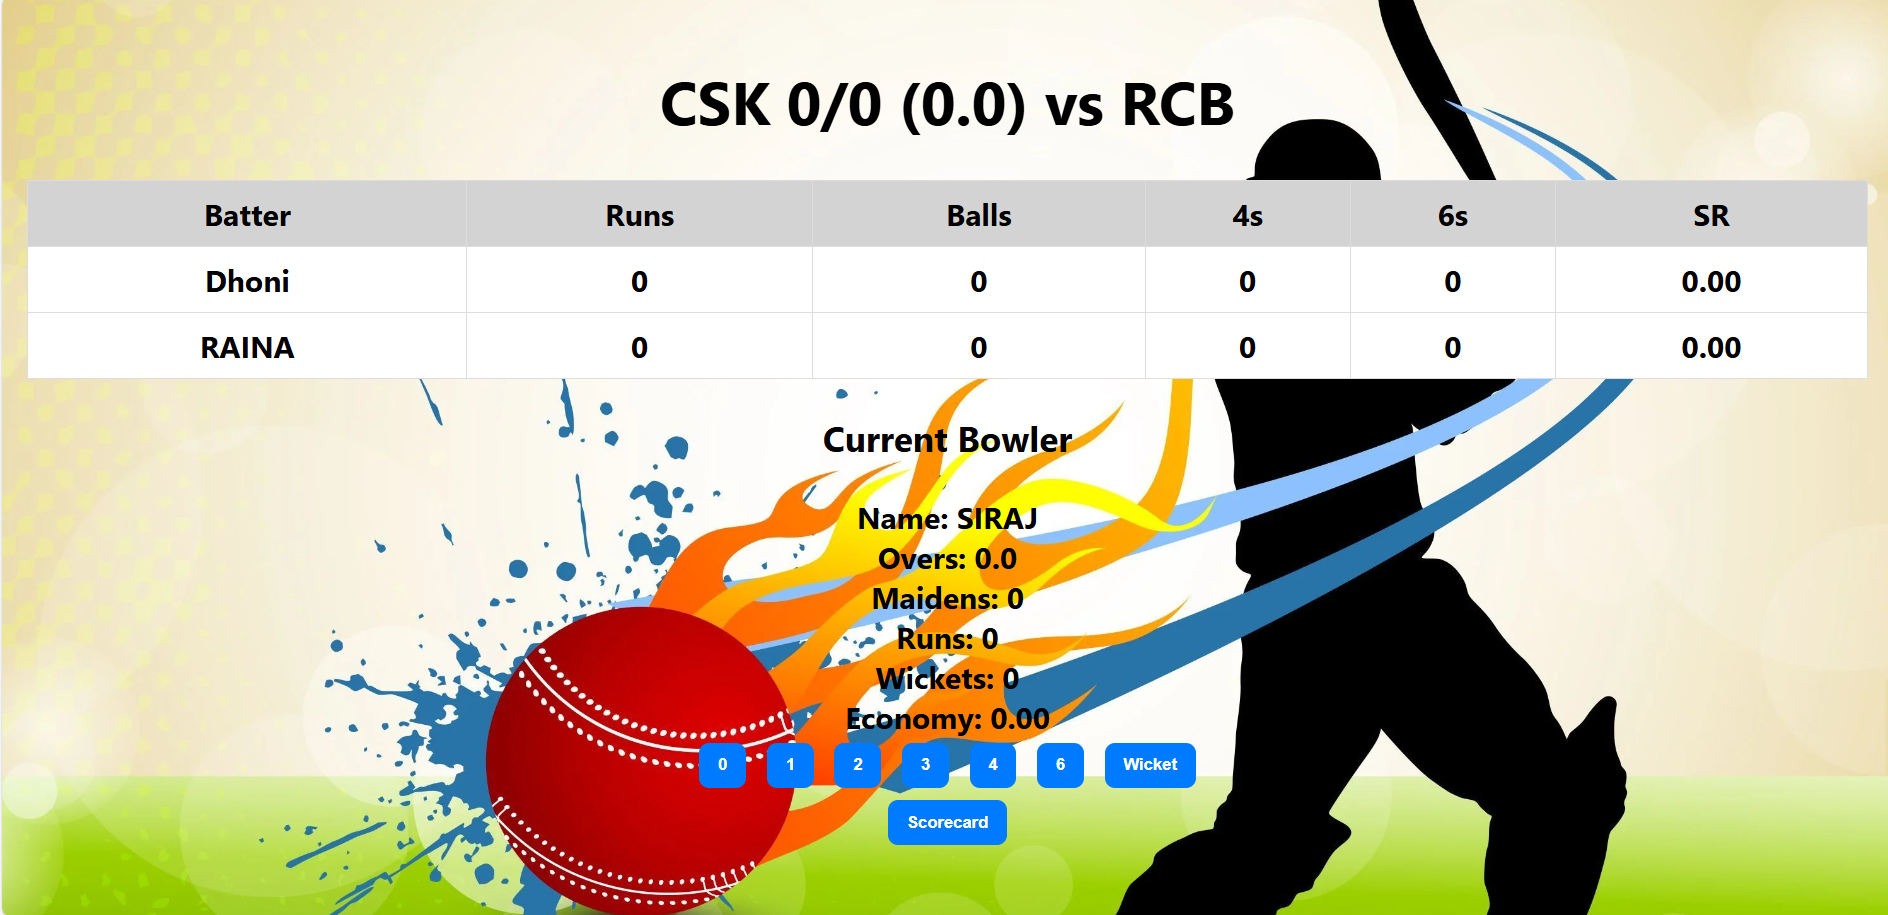 CSK 0/0 (0.0) vs RCB
Batter Runs Balls 4s 6s SR
Dhoni 0 0 0 0 0.00
RAINA 0 0 0 0 0.00
Current Bowler
Name: SIRAJ
Overs: 0.0
Maidens: 0
Runs: 0
Wickets: 0
Economy: 0.00
0 1 2 3 4 6 Wicket
Scorecard